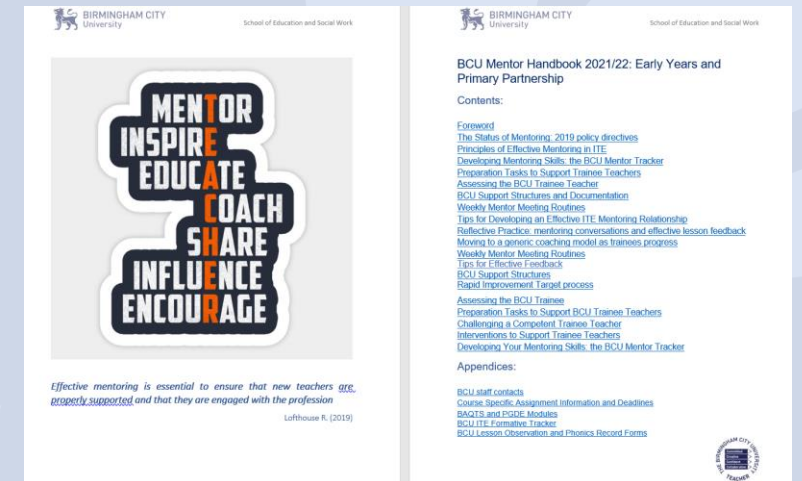 BIRMINGHAM CITY
University
School of Education and Social Work
MENTOR
INSPIRE
EDUCATE
COACH
SHARE
INFLUENCE
ENCOURAGE
Effective mentoring is essential to ensure that new teachers are
properly supported and that they are engaged with the profession
Lofthouse R. (2019)
BIRMINGHAM CITY
University
School of Education and Social Work
BCU Mentor Handbook 2021/22: Early Years and
Primary Partnership
Contents:
Foreword
The Status of Mentoring: 2019 policy directives
Principles of Effective Mentoring in ITE
Developing Mentoring Skills: the BCU Mentor Tracker
Preparation Tasks to Support Trainee Teachers
Assessing the BCU Trainee Teacher
BCU Support Structures and Documentation
Weekly Mentor Meeting Routines
Tips for Developing an Effective ITE Mentoring Relationship
Reflective Practice: mentoring conversations and effective lesson feedback
Moving to a generic coaching model as trainees progress
Weekly Mentor Meeting Routines
Tips for Effective Feedback
BCU Support Structures
Rapid Improvement Target process
Assessing the BCU Trainee
Preparation Tasks to Support BCU Trainee Teachers
Challenging a Competent Trainee Teacher
Interventions to Support Trainee Teachers
Developing Your Mentoring Skills: the BCU Mentor Tracker
Appendices:
BCU staff contacts
Course Specific Assignment Information and Deadlines
BAQTS and PGDE Modules
BCU ITE Formative Tracker
BCU Lesson Observation and Phonics Record Forms
BIRMINGHAM CITY UNIVERSITY
TEACHER